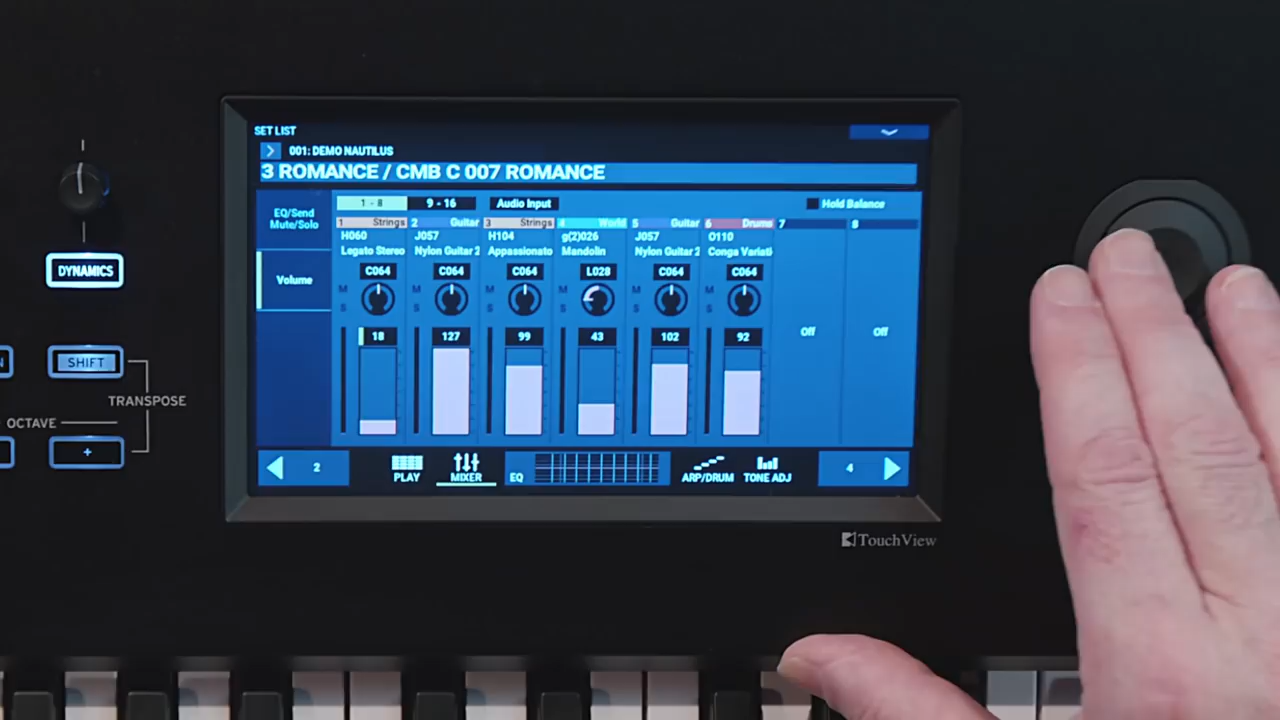 SET LIST
001: DEMO NAUTILUS
3 ROMANCE / CMB C 007 ROMANCE
EQ/Send
Mute/Solo
Volume
1 - 8 9 - 16 Audio Input Hold Balance
1 Strings 2 Guitar 3 Strings 4 World 5 Guitar 6 Drums 7 8
H060 J057 H104 g(2)026 J057 O110
Legato Stereo Nylon Guitar 2 Appassionato Mandolin Nylon Guitar 2 Conga Variati
C064 C064 C064 L028 C064 C064
M M M M M M
S S S S S S
Off Off
18 127 99 43 102 92
2 PLAY MIXER EQ ARP/DRUM TONE ADJ 4
TouchView
DYNAMICS
N SHIFT
TRANSPOSE
OCTAVE
+